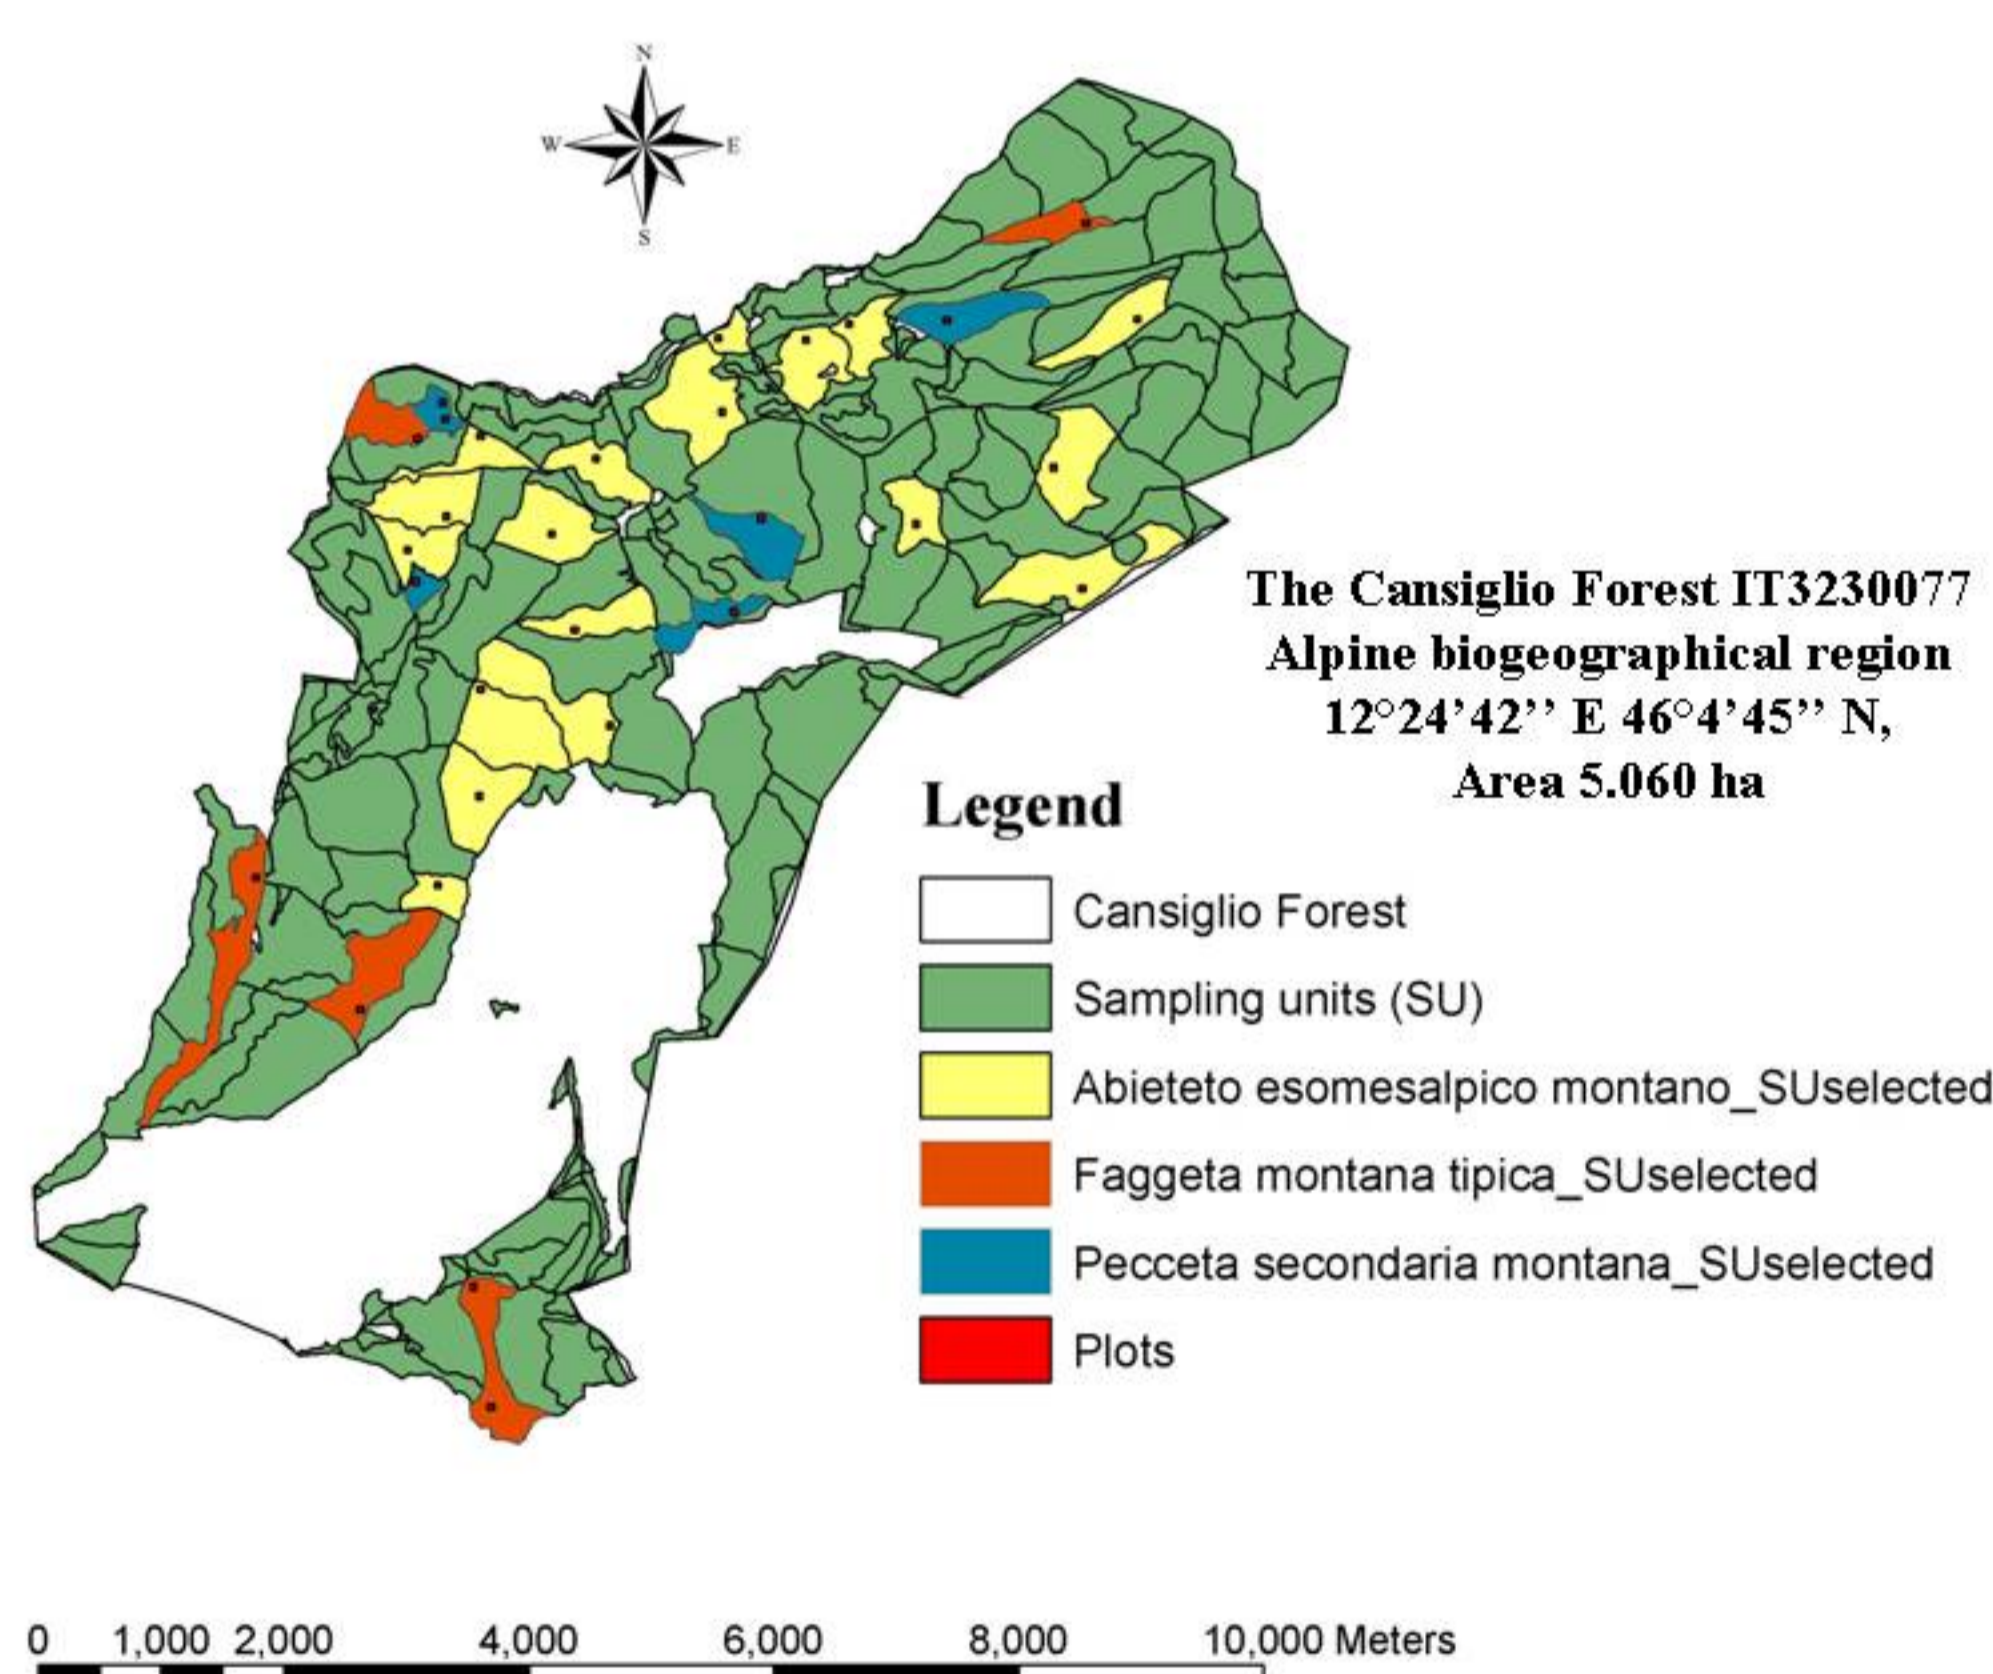 N
W E
S
The Cansiglio Forest IT3230077
Alpine biogeographical region
12°24’42’’ E 46°4’45’’ N,
Area 5.060 ha
Legend
Cansiglio Forest
Sampling units (SU)
Abieteto esomesalpico montano_SUselected
Faggeta montana tipica_SUselected
Pecceta secondaria montana_SUselected
Plots
0 1,000 2,000 4,000 6,000 8,000 10,000 Meters